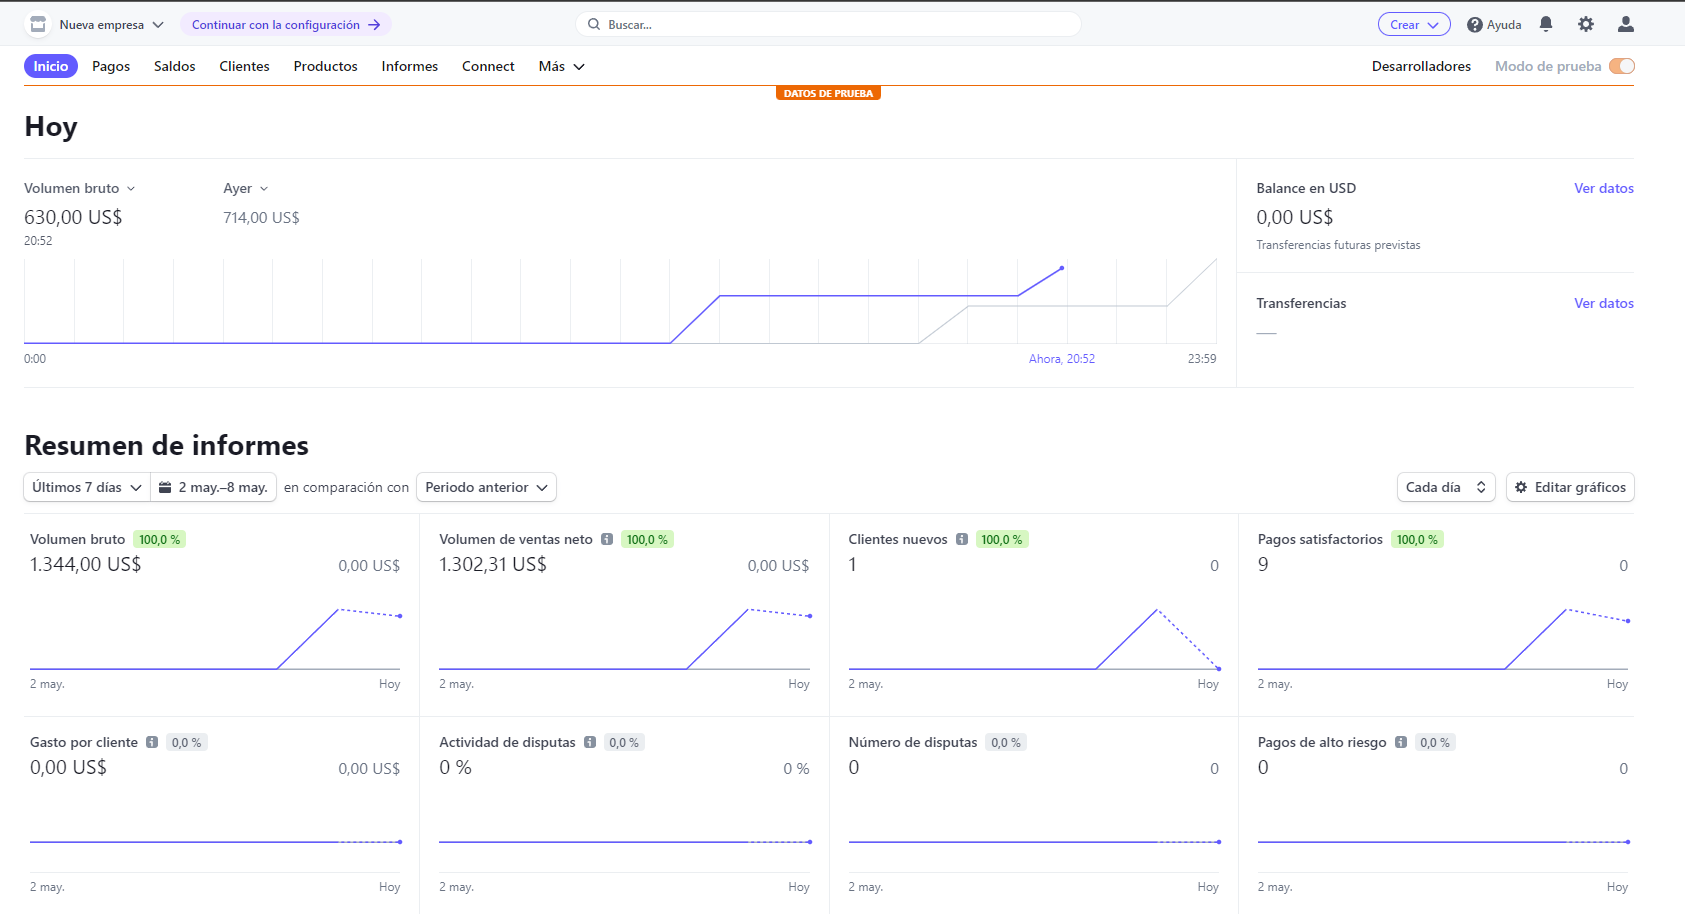 Nueva empresa
Continuar con la configuración →
Buscar...
Crear
Ayuda
Inicio Pagos Saldos Clientes Productos Informes Connect Más
Desarrolladores Modo de prueba
DATOS DE PRUEBA
Hoy
Volumen bruto Ayer
630,00 US$ 714,00 US$
20:52
0:00 Ahora, 20:52 23:59
Balance en USD Ver datos
0,00 US$
Transferencias futuras previstas
Transferencias Ver datos
—
Resumen de informes
Últimos 7 días 2 may.–8 may. en comparación con Periodo anterior
Cada día Editar gráficos
Volumen bruto 100,0 %
1.344,00 US$ 0,00 US$
2 may. Hoy
Volumen de ventas neto 100,0 %
1.302,31 US$ 0,00 US$
2 may. Hoy
Clientes nuevos 100,0 %
1 0
2 may. Hoy
Pagos satisfactorios 100,0 %
9 0
2 may. Hoy
Gasto por cliente 0,0 %
0,00 US$ 0,00 US$
2 may. Hoy
Actividad de disputas 0,0 %
0 % 0 %
2 may. Hoy
Número de disputas 0,0 %
0 0
2 may. Hoy
Pagos de alto riesgo 0,0 %
0 0
2 may. Hoy